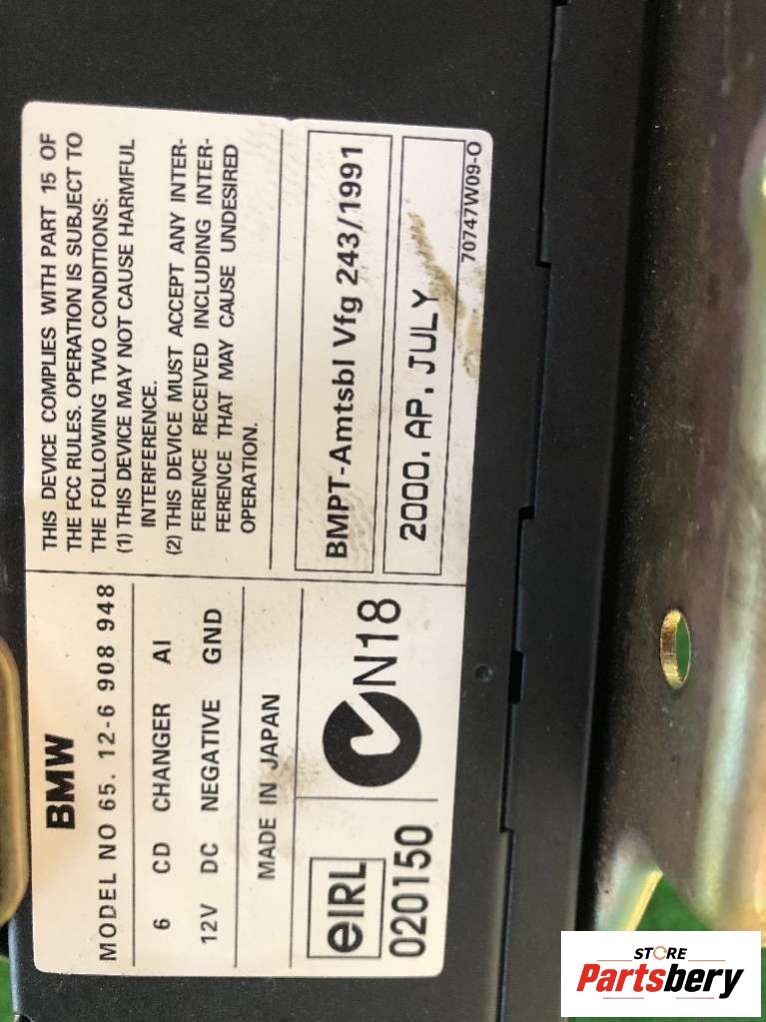 BMW
MODEL NO 65. 12-6 908 948
6 CD CHANGER AI
12V DC NEGATIVE GND
MADE IN JAPAN
eIRL
020150
N18
THIS DEVICE COMPLIES WITH PART 15 OF
THE FCC RULES. OPERATION IS SUBJECT TO
THE FOLLOWING TWO CONDITIONS:
(1) THIS DEVICE MAY NOT CAUSE HARMFUL
INTERFERENCE.
(2) THIS DEVICE MUST ACCEPT ANY INTER-
FERENCE RECEIVED INCLUDING INTER-
FERENCE THAT MAY CAUSE UNDESIRED
OPERATION.
BMPT-Amtsbl Vfg 243/1991
2000. AP. JULY
70747W09-O
STORE
Partsbery